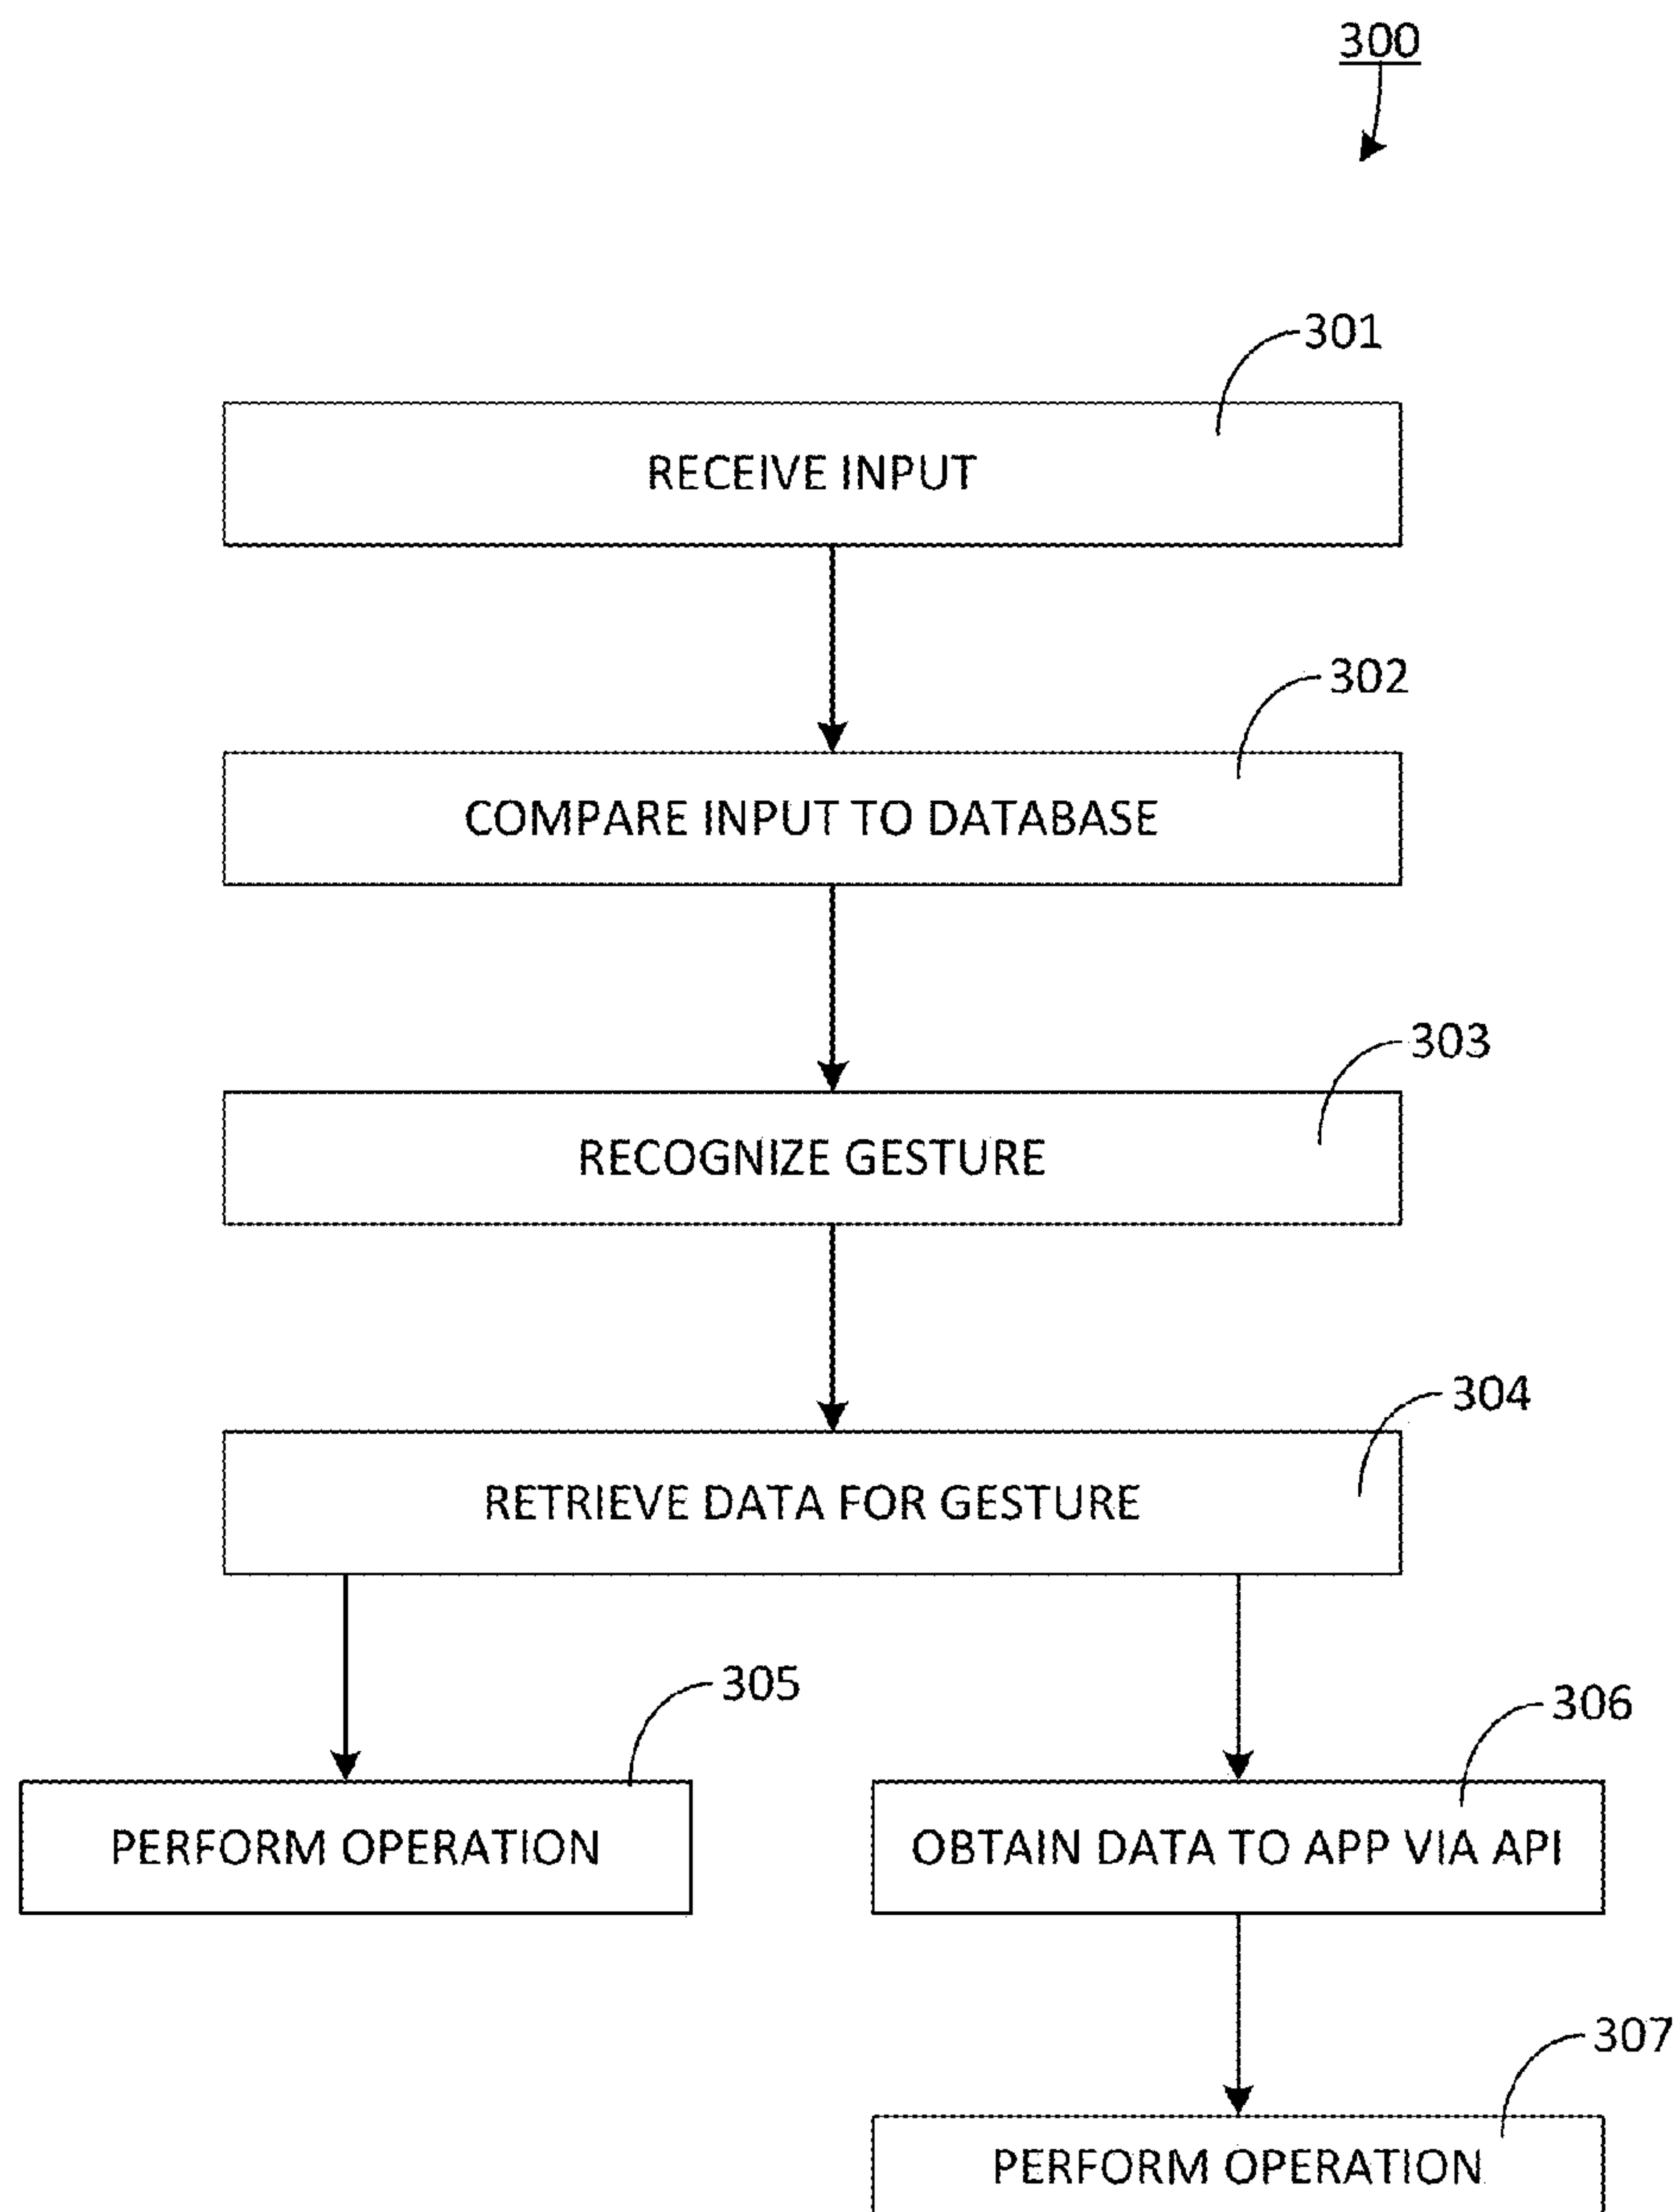 300
301
RECEIVE INPUT
302
COMPARE INPUT TO DATABASE
303
RECOGNIZE GESTURE
304
RETRIEVE DATA FOR GESTURE
305
306
PERFORM OPERATION
OBTAIN DATA TO APP VIA API
307
PERFORM OPERATION